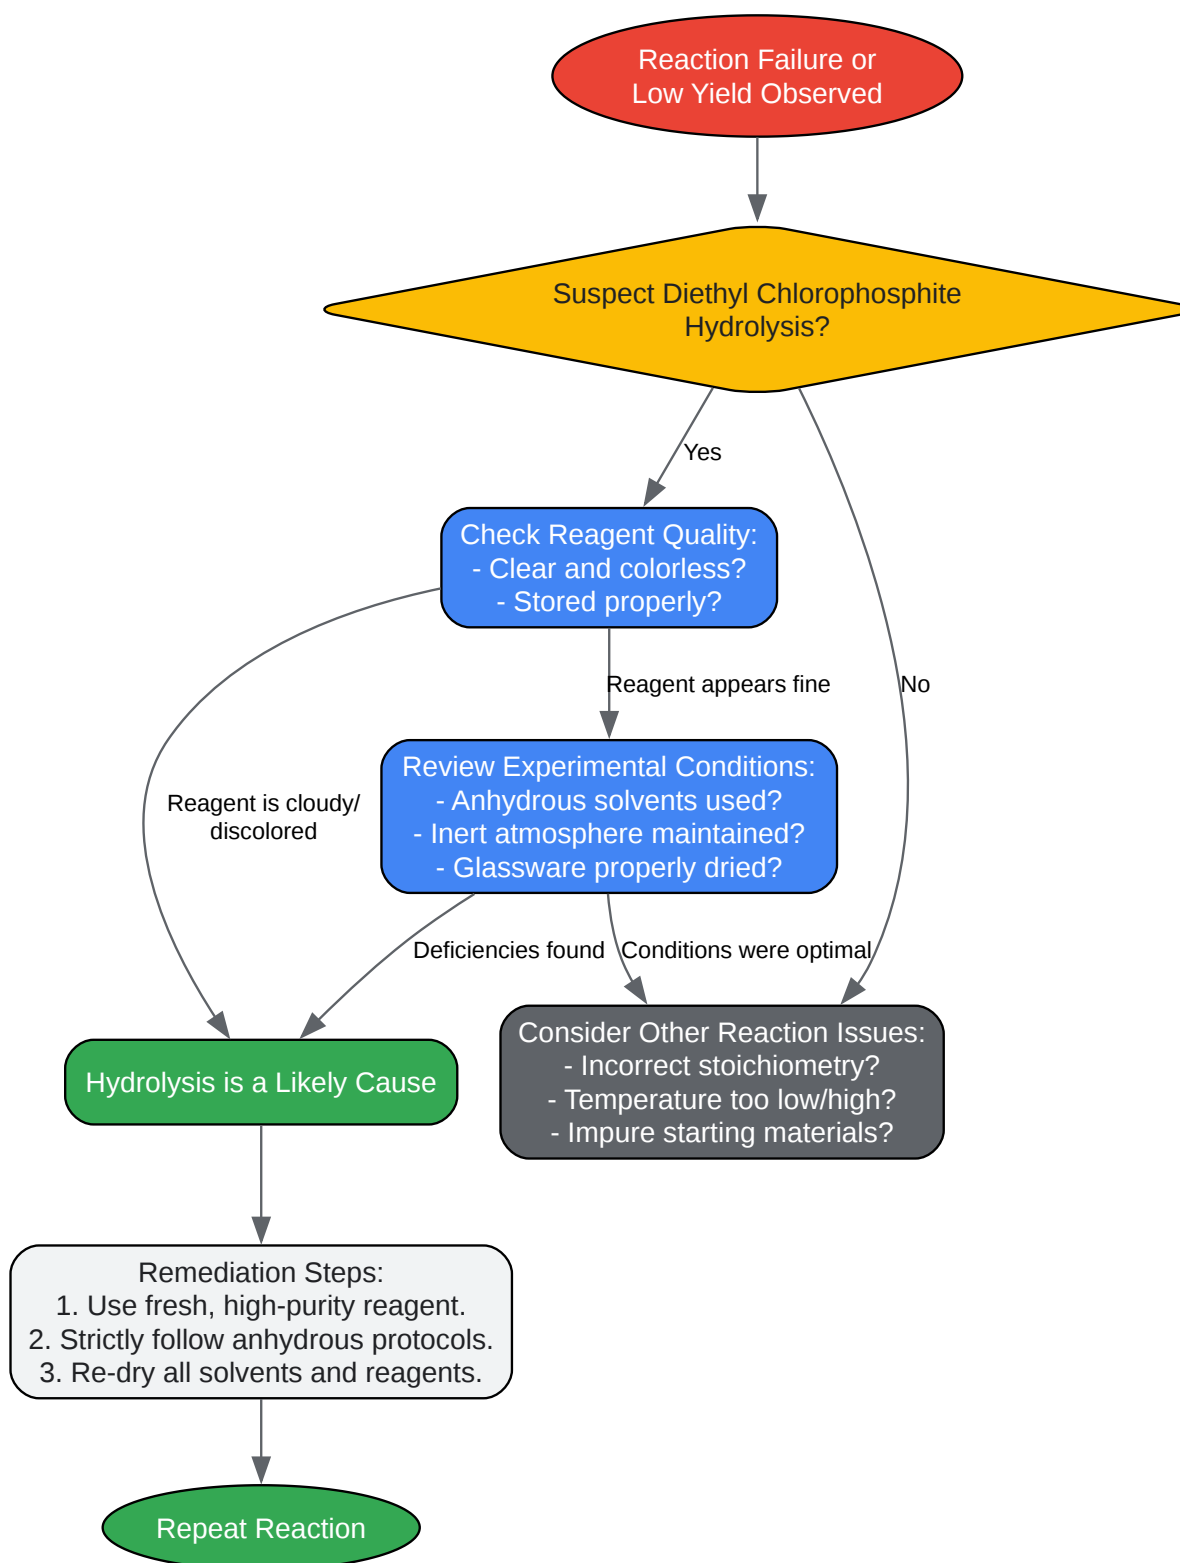 Reaction Failure or
Low Yield Observed
Suspect Diethyl Chlorophosphite
Hydrolysis?
Yes
Check Reagent Quality:
- Clear and colorless?
- Stored properly?
Reagent appears fine
No
Review Experimental Conditions:
- Anhydrous solvents used?
- Inert atmosphere maintained?
- Glassware properly dried?
Reagent is cloudy/
discolored
Deficiencies found
Conditions were optimal
Consider Other Reaction Issues:
- Incorrect stoichiometry?
- Temperature too low/high?
- Impure starting materials?
Hydrolysis is a Likely Cause
Remediation Steps:
1. Use fresh, high-purity reagent.
2. Strictly follow anhydrous protocols.
3. Re-dry all solvents and reagents.
Repeat Reaction